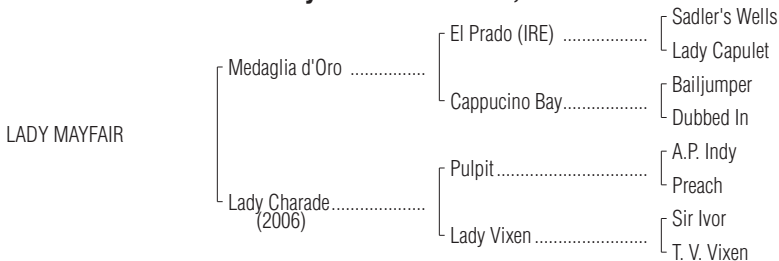 Sadler's Wells
El Prado (IRE) .................
Lady Capulet
Medaglia d'Oro ................
Bailjumper
Cappucino Bay.................
Dubbed In
LADY MAYFAIR
A.P. Indy
Pulpit..............................
Preach
Lady Charade...................
(2006)
Sir Ivor
Lady Vixen ......................
T. V. Vixen